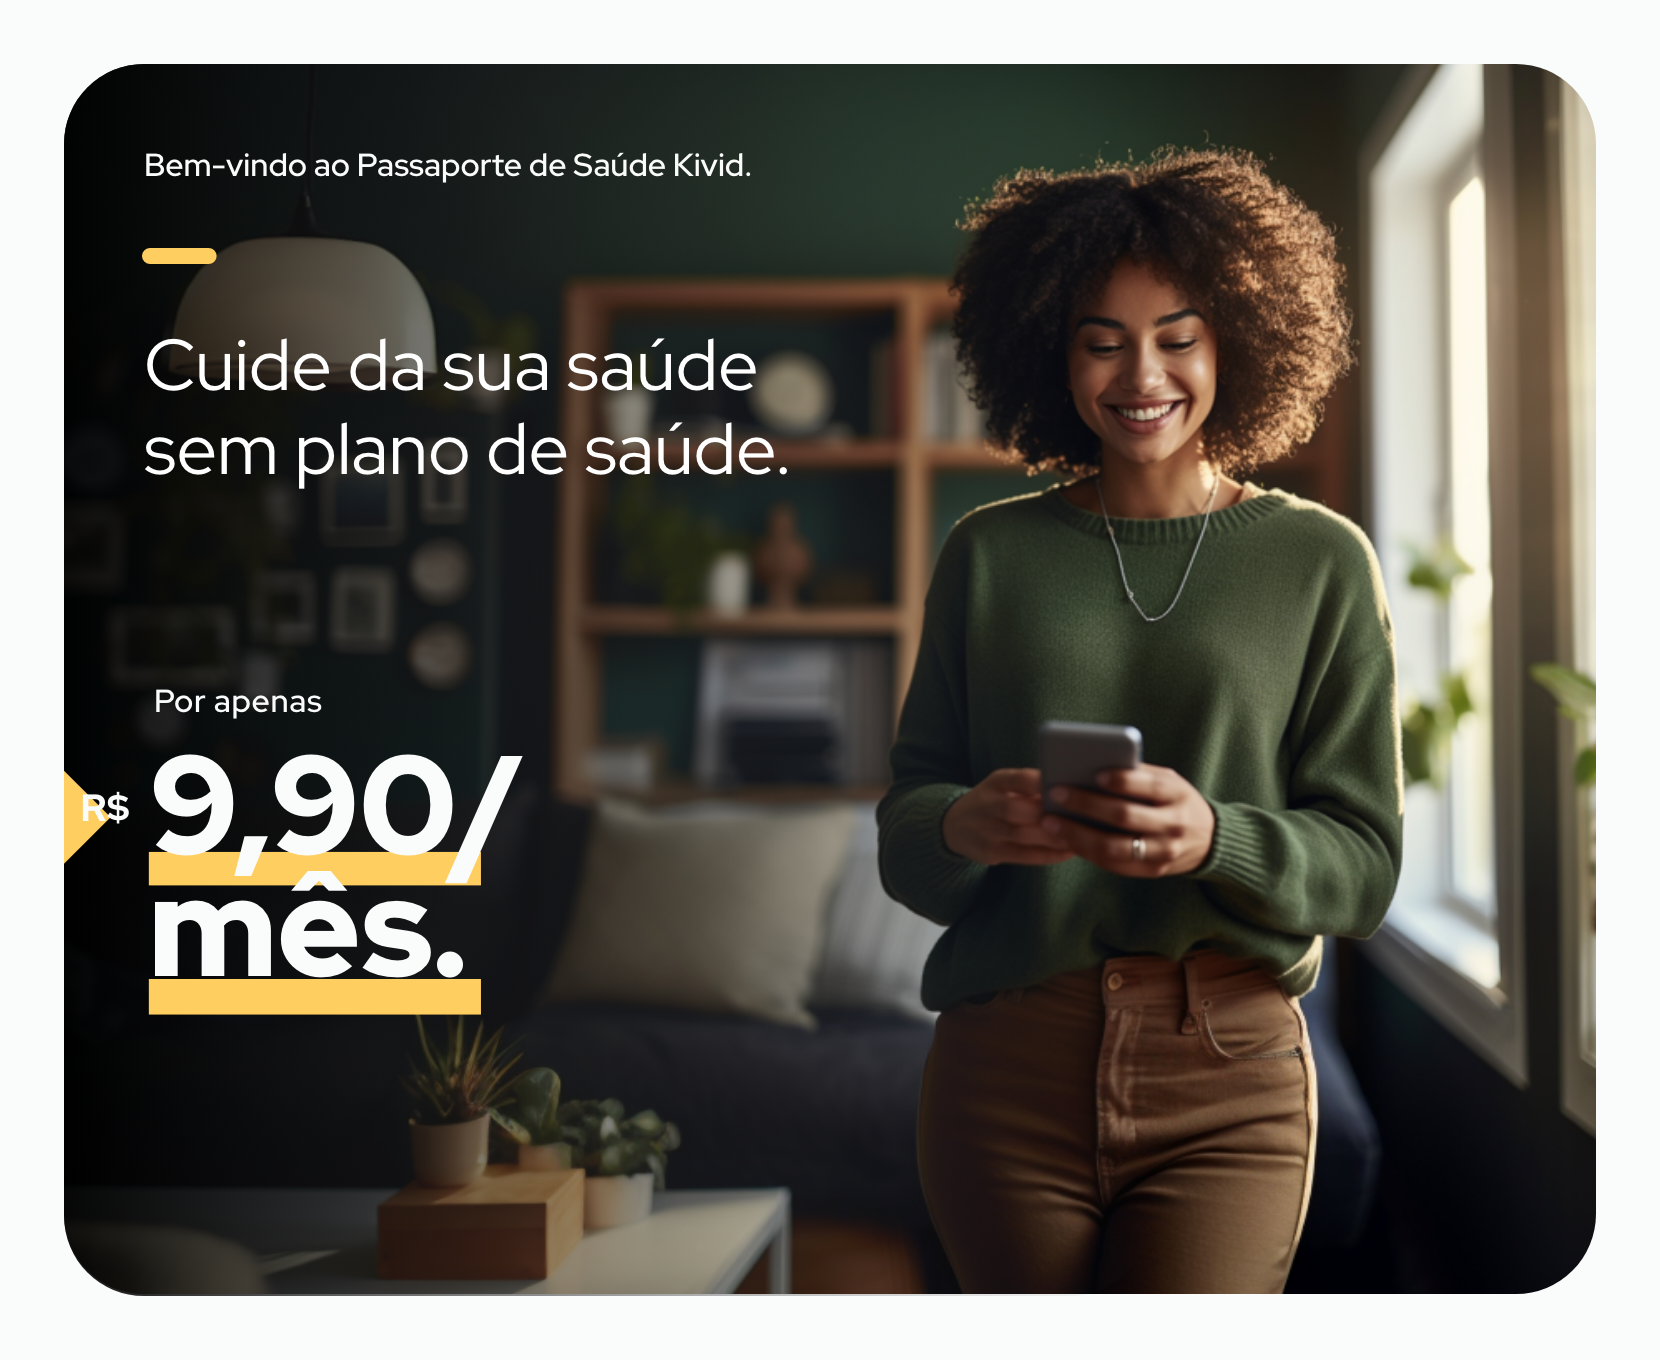 Bem-vindo ao Passaporte de Saúde Kivid.
Cuide da sua saúde
sem plano de saúde.
Por apenas
R$ 9,90/
mês.